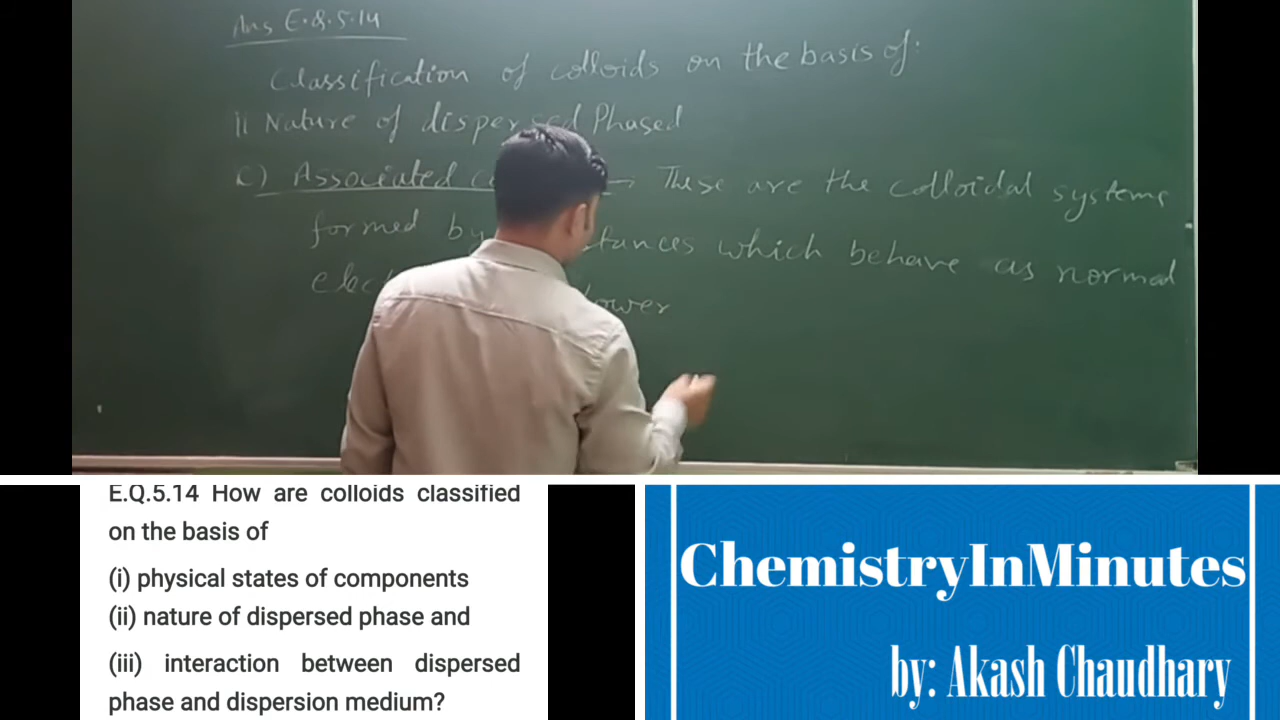 Ans E.Q.5.14
Classification of colloids on the basis of:
ii Nature of dispersed Phased
c) Associated → These are the colloidal systems
formed by which behave as normal
lower
E.Q.5.14 How are colloids classified
on the basis of
(i) physical states of components
(ii) nature of dispersed phase and
(iii) interaction between dispersed
phase and dispersion medium?
ChemistryInMinutes
by: Akash Chaudhary